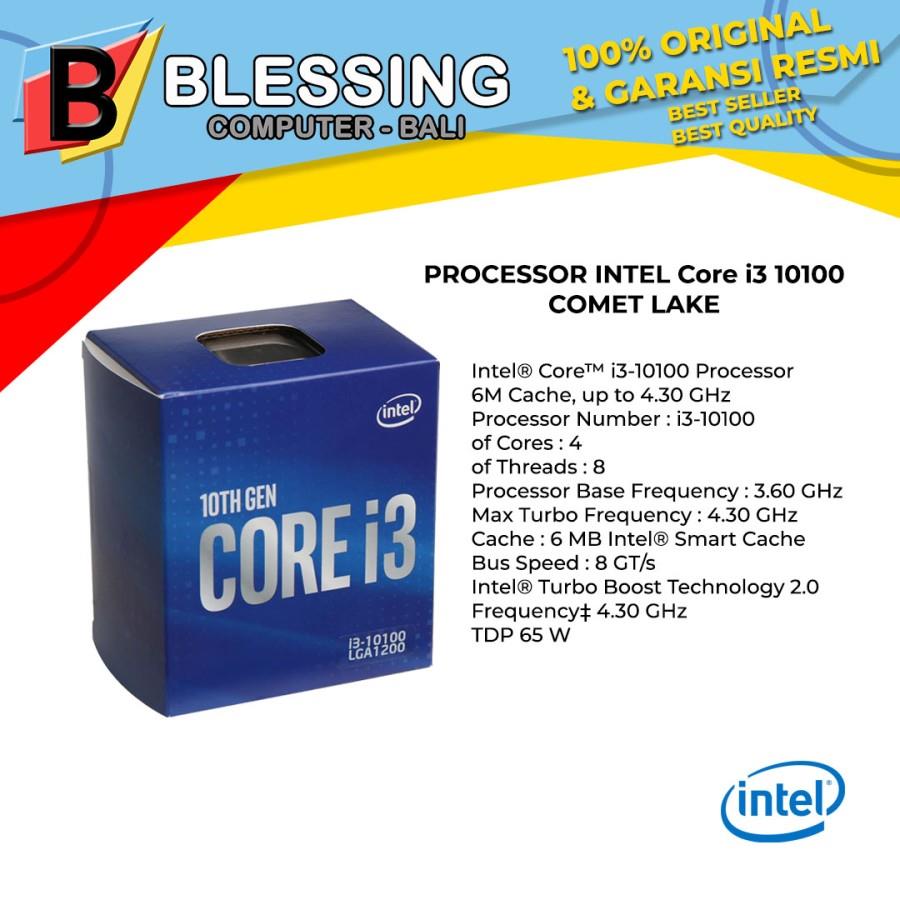 B
BLESSING
COMPUTER - BALI
100% ORIGINAL
& GARANSI RESMI
BEST SELLER
BEST QUALITY
PROCESSOR INTEL Core i3 10100
COMET LAKE
Intel® Core™ i3-10100 Processor
6M Cache, up to 4.30 GHz
Processor Number : i3-10100
of Cores : 4
of Threads : 8
Processor Base Frequency : 3.60 GHz
Max Turbo Frequency : 4.30 GHz
Cache : 6 MB Intel® Smart Cache
Bus Speed : 8 GT/s
Intel® Turbo Boost Technology 2.0
Frequency‡ 4.30 GHz
TDP 65 W
intel
10TH GEN
CORE i3
i3-10100
LGA1200
intel®